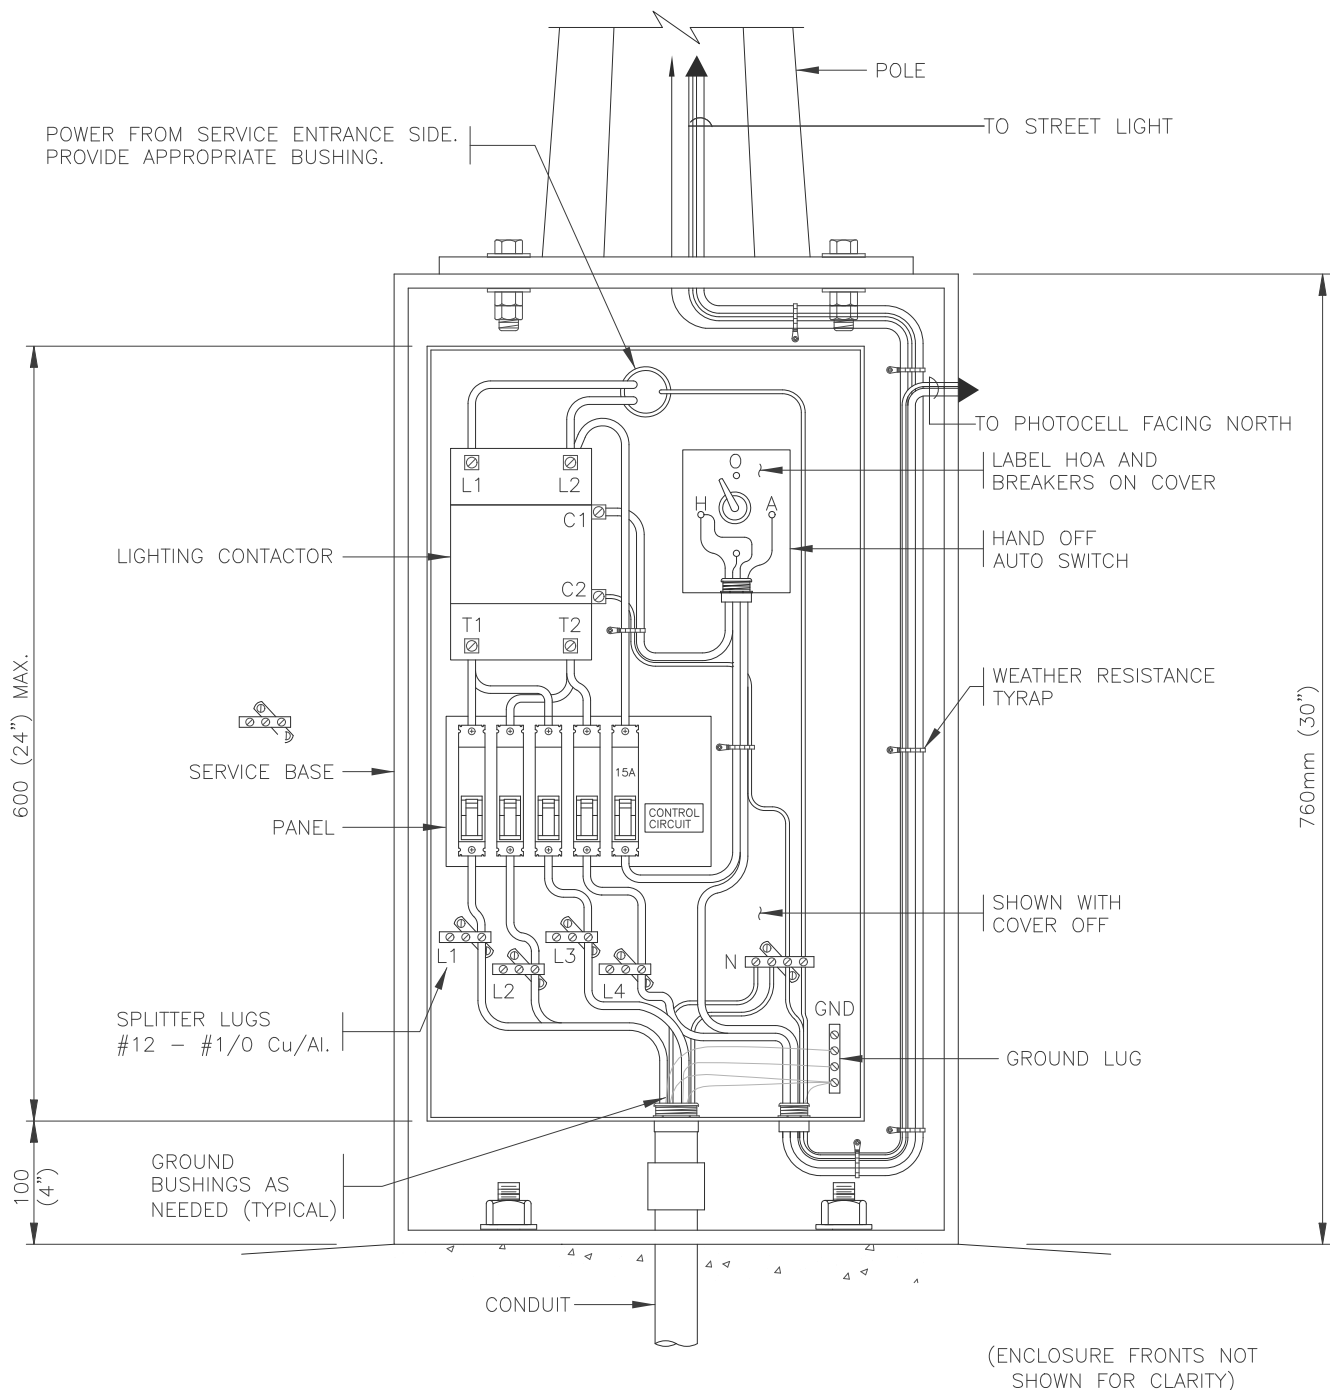 POLE
TO STREET LIGHT
POWER FROM SERVICE ENTRANCE SIDE.
PROVIDE APPROPRIATE BUSHING.
TO PHOTOCELL FACING NORTH
LABEL HOA AND
BREAKERS ON COVER
O
H
A
L1
L2
C1
HAND OFF
AUTO SWITCH
LIGHTING CONTACTOR
C2
T1
T2
600 (24") MAX.
WEATHER RESISTANCE
TYRAP
760mm (30")
SERVICE BASE
15A
PANEL
CONTROL
CIRCUIT
SHOWN WITH
COVER OFF
L1
L2
L3
L4
N
GND
SPLITTER LUGS
#12 – #1/0 Cu/Al.
GROUND LUG
100
(4")
GROUND
BUSHINGS AS
NEEDED (TYPICAL)
CONDUIT
(ENCLOSURE FRONTS NOT
SHOWN FOR CLARITY)